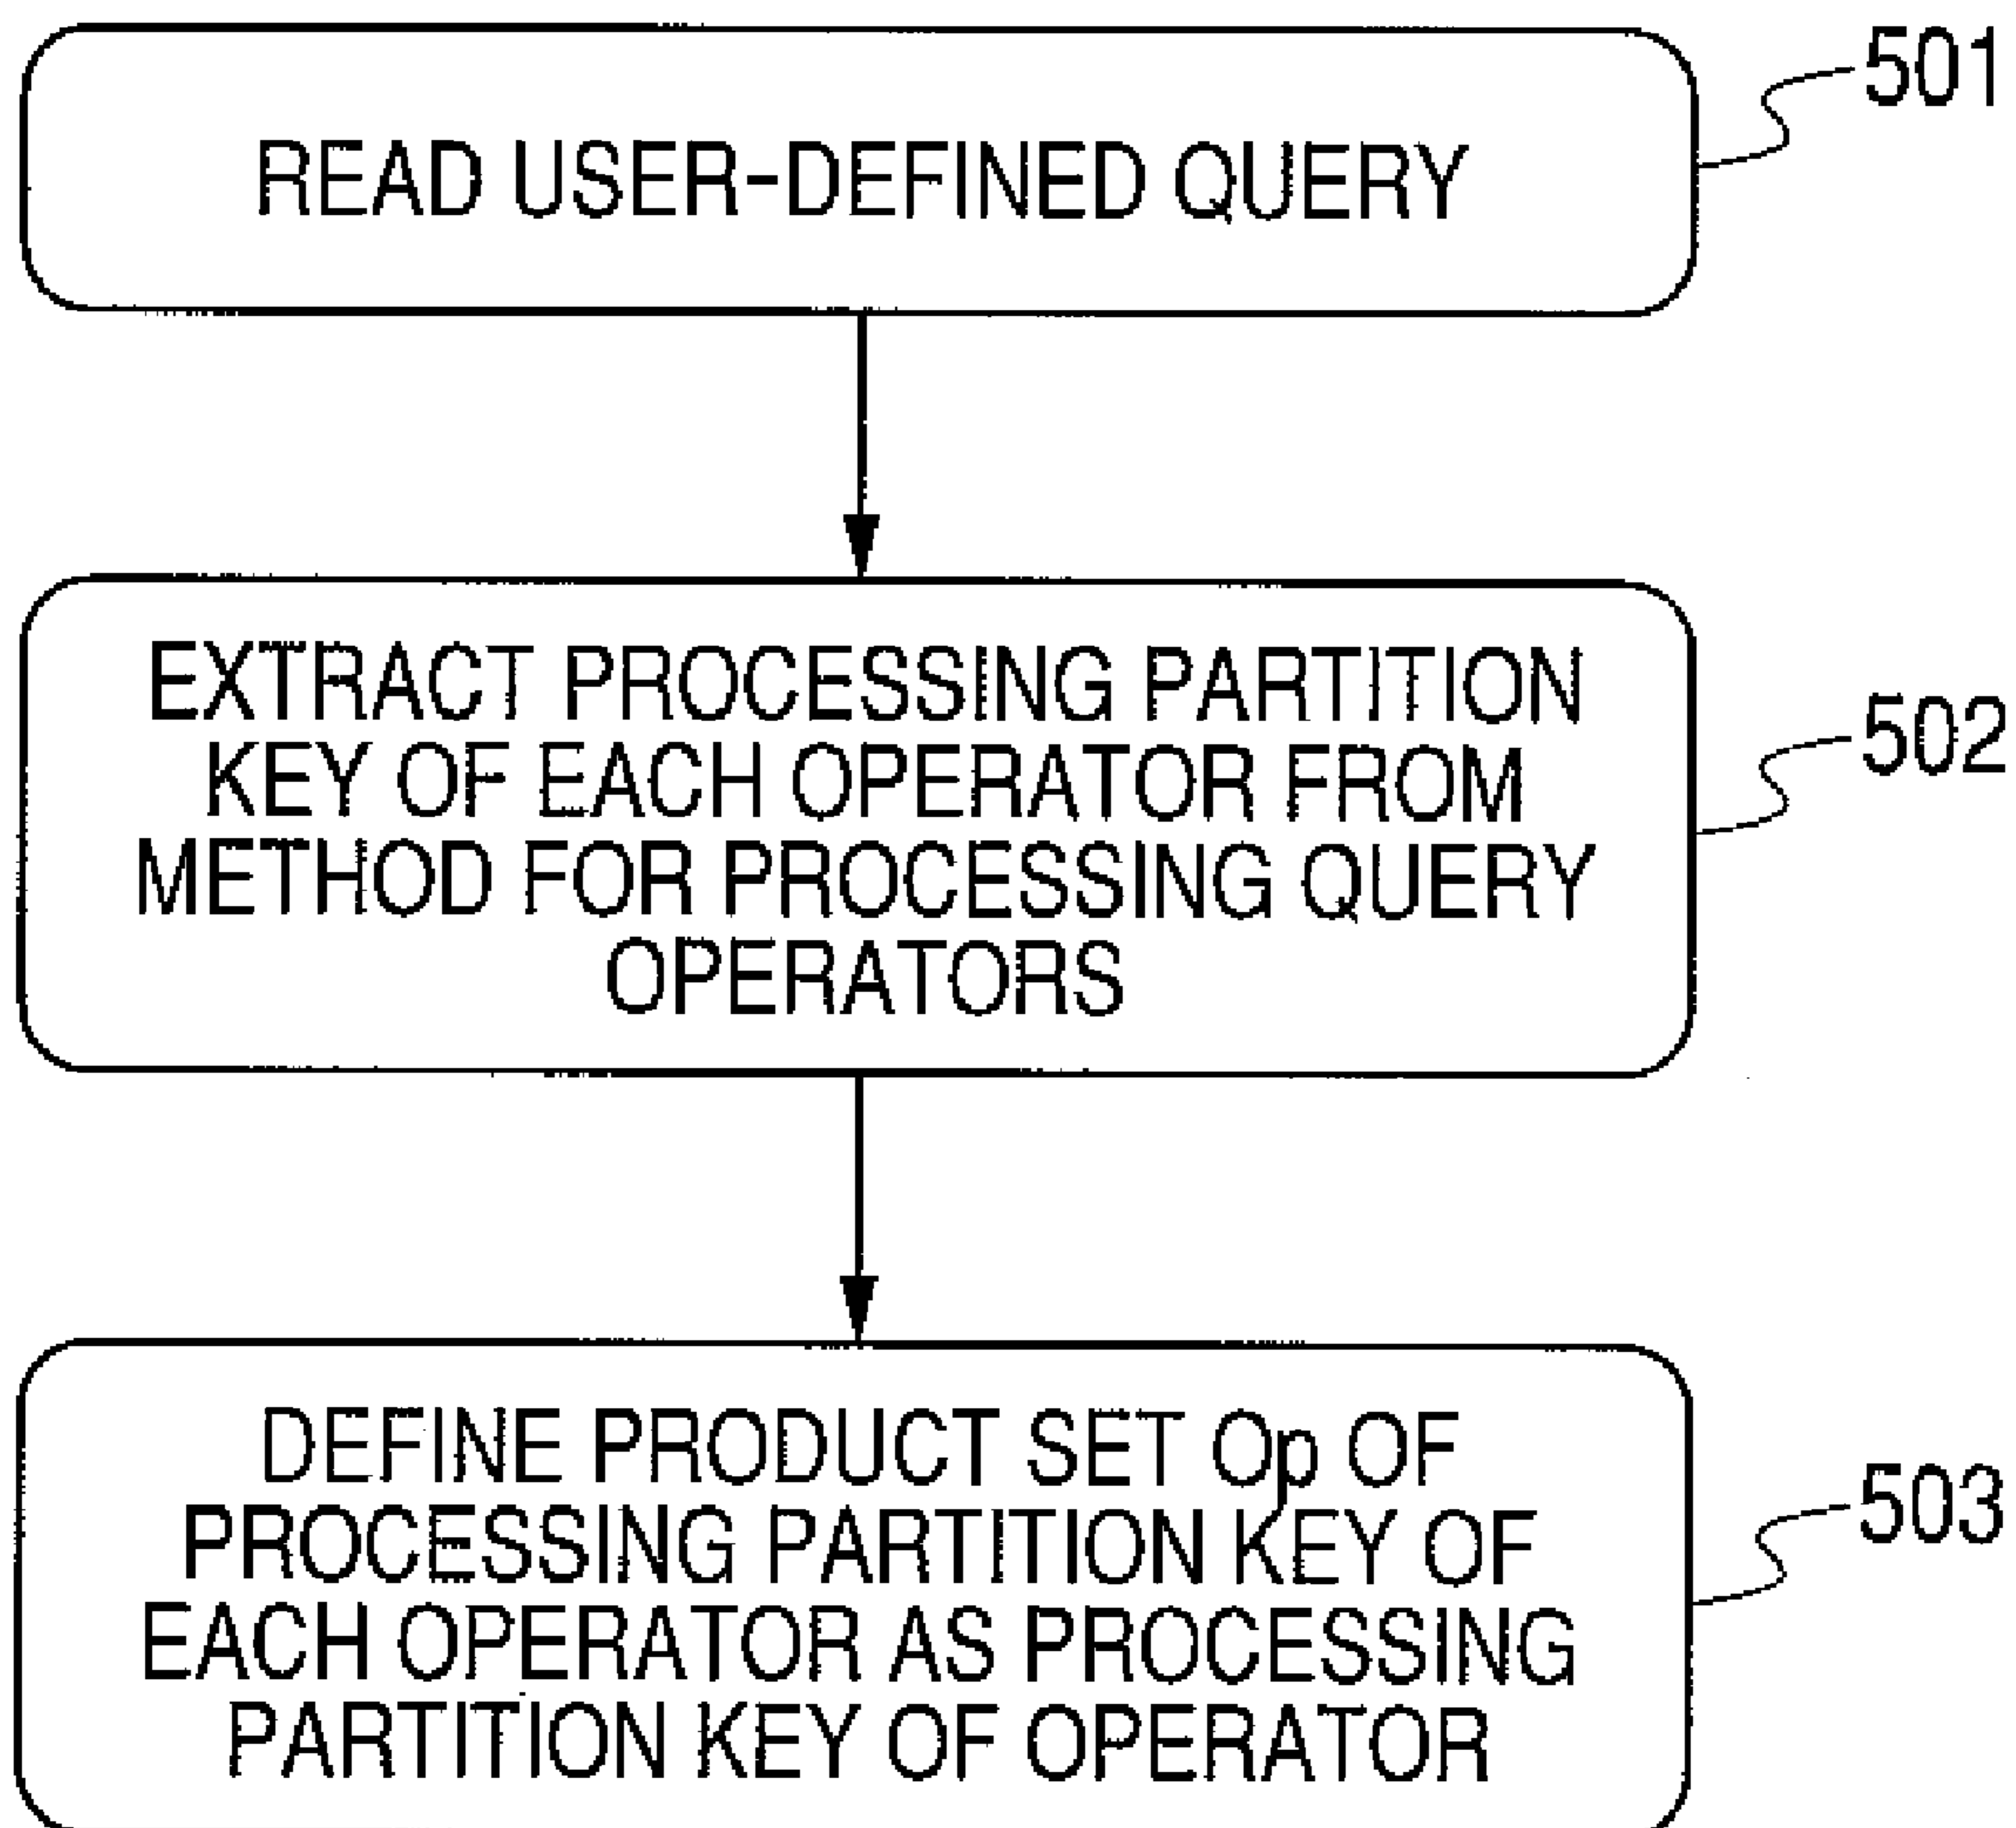 501
READ USER-DEFINED QUERY
EXTRACT PROCESSING PARTITION
KEY OF EACH OPERATOR FROM
METHOD FOR PROCESSING QUERY
OPERATORS
502
DEFINE PRODUCT SET Op OF
PROCESSING PARTITION KEY OF
EACH OPERATOR AS PROCESSING
PARTITION KEY OF OPERATOR
503